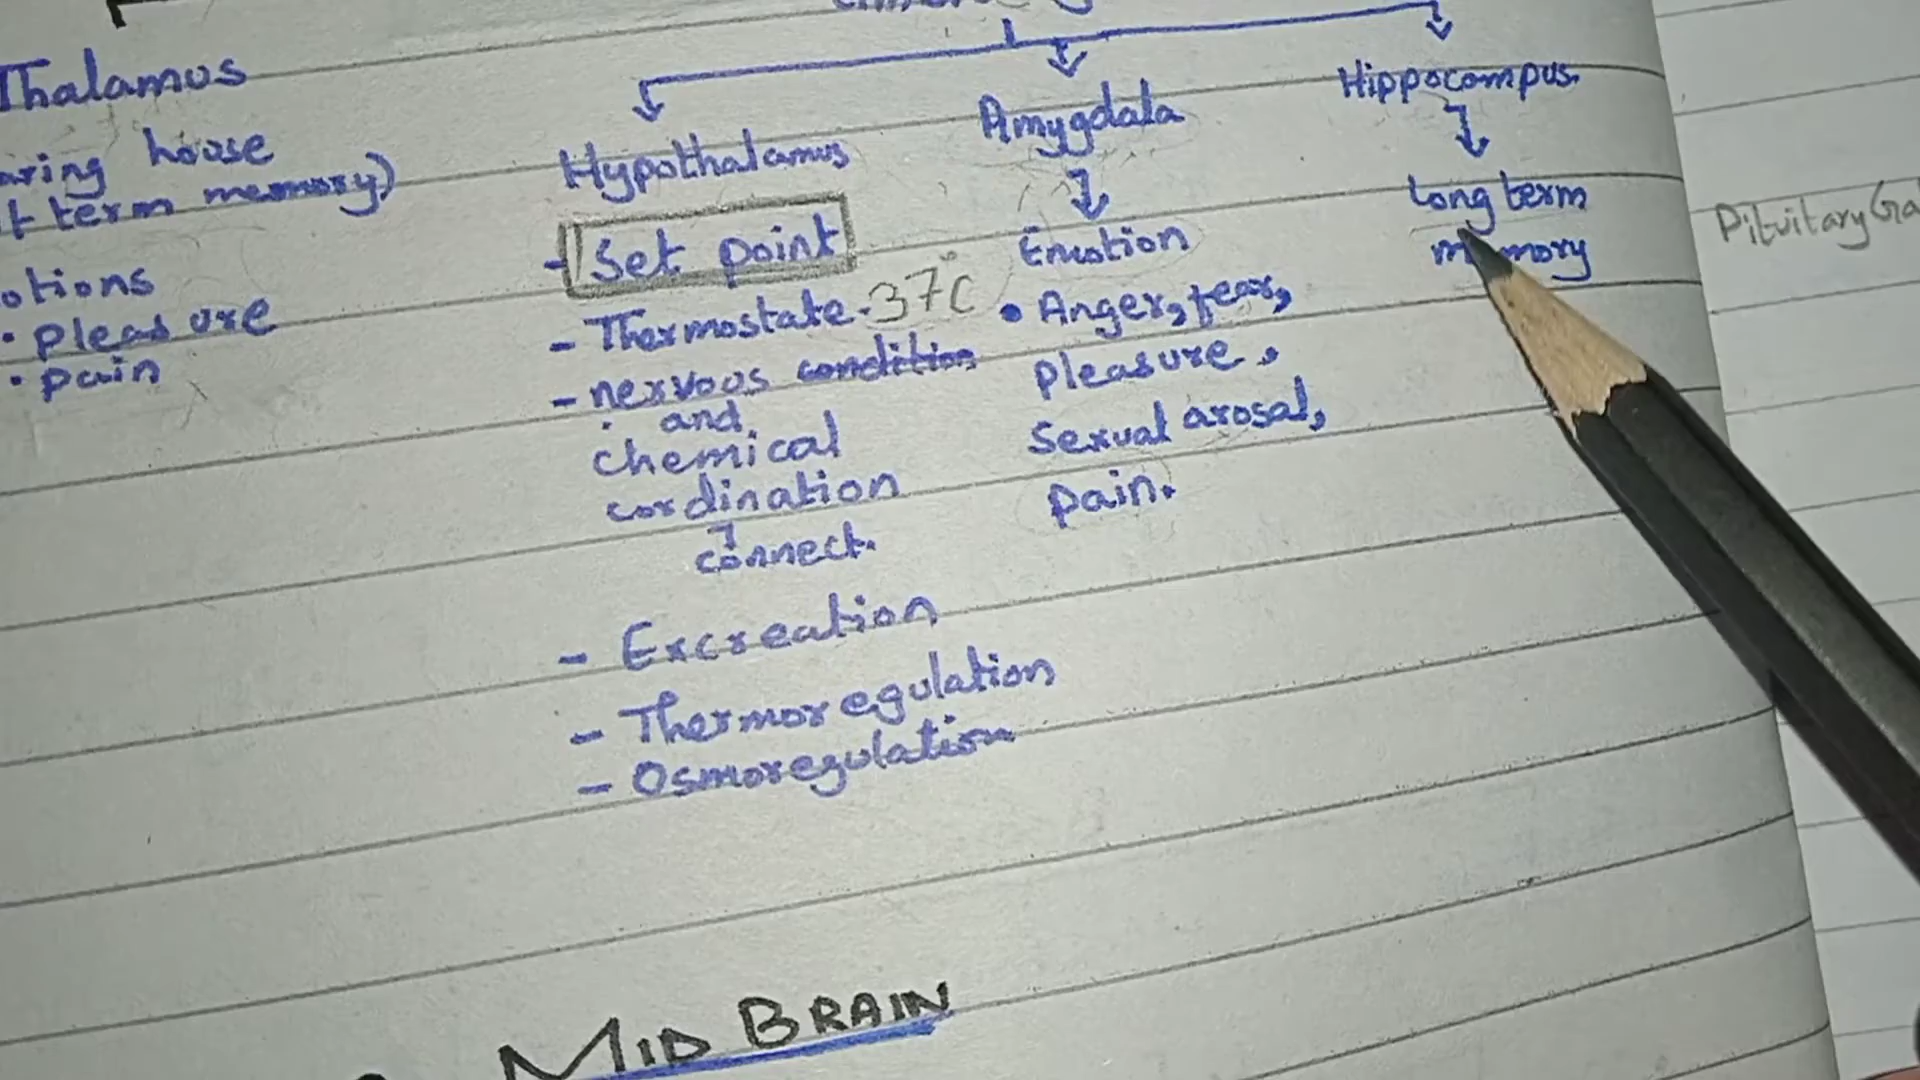 Thalamus
house
term memory)
otions
• pleasure
• pain
Hypothalamus
- Set point
- Thermostate - 37°C
- nervous condition
and
chemical
cordination
connect.
- Excreation
- Thermoregulation
- Osmoregulation
Amygdala
Emotion
• Anger, fear,
pleasure,
Sexual arosal,
pain.
Hippocampus.
Long term
memory
Pituitary
MID BRAIN